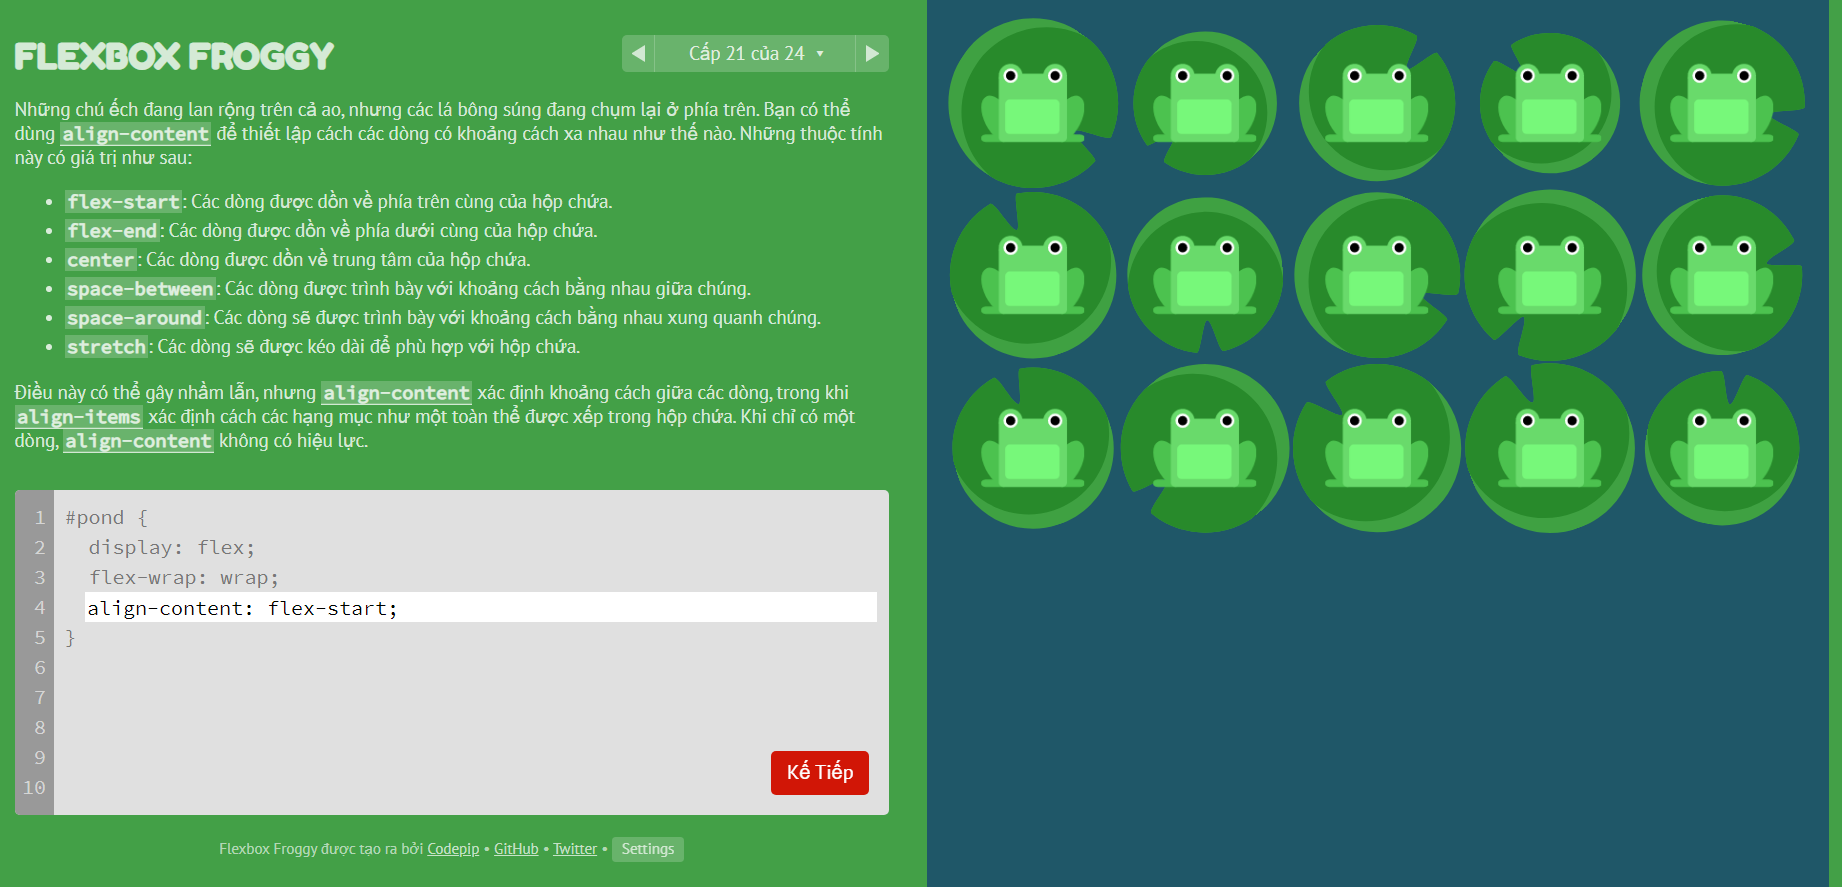 FLEXBOX FROGGY
Cấp 21 của 24
Những chú ếch đang lan rộng trên cả ao, nhưng các lá bông súng đang chụm lại ở phía trên. Bạn có thể
dùng align-content để thiết lập cách các dòng có khoảng cách xa nhau như thế nào. Những thuộc tính
này có giá trị như sau:
flex-start: Các dòng được dồn về phía trên cùng của hộp chứa.
flex-end: Các dòng được dồn về phía dưới cùng của hộp chứa.
center: Các dòng được dồn về trung tâm của hộp chứa.
space-between: Các dòng được trình bày với khoảng cách bằng nhau giữa chúng.
space-around: Các dòng sẽ được trình bày với khoảng cách bằng nhau xung quanh chúng.
stretch: Các dòng sẽ được kéo dài để phù hợp với hộp chứa.
Điều này có thể gây nhầm lẫn, nhưng align-content xác định khoảng cách giữa các dòng, trong khi
align-items xác định cách các hạng mục như một toàn thể được xếp trong hộp chứa. Khi chỉ có một
dòng, align-content không có hiệu lực.
1 #pond {
2 display: flex;
3 flex-wrap: wrap;
4 align-content: flex-start;
5 }
6
7
8
9
10
Kế Tiếp
Flexbox Froggy được tạo ra bởi Codepip • GitHub • Twitter • Settings